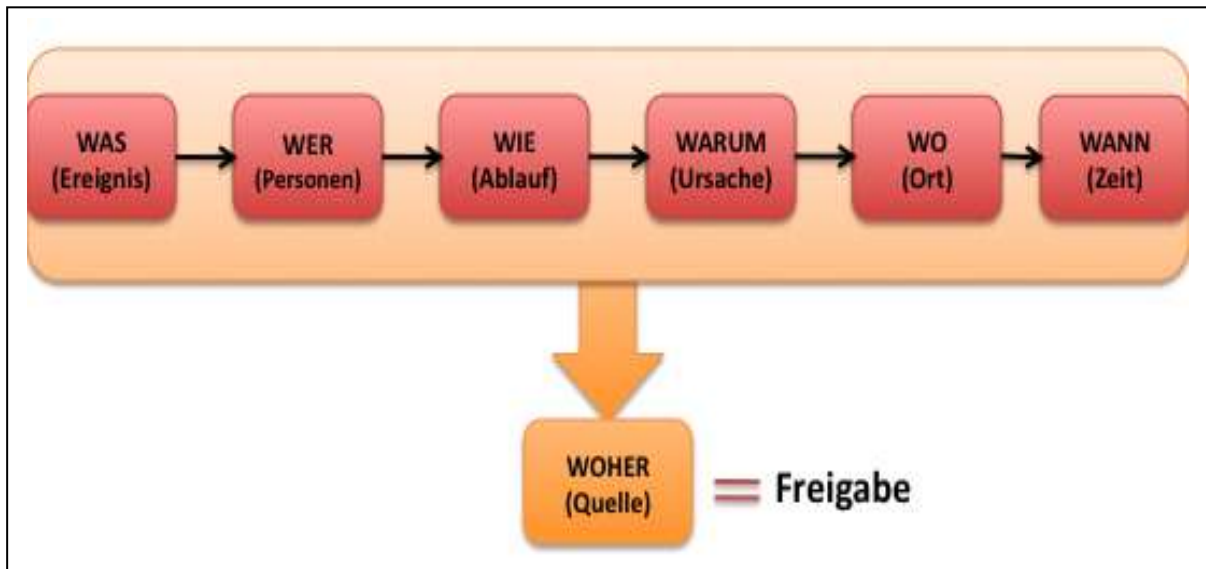 WAS
(Ereignis)
WER
(Personen)
WIE
(Ablauf)
WARUM
(Ursache)
WO
(Ort)
WANN
(Zeit)
WOHER
(Quelle)
= Freigabe